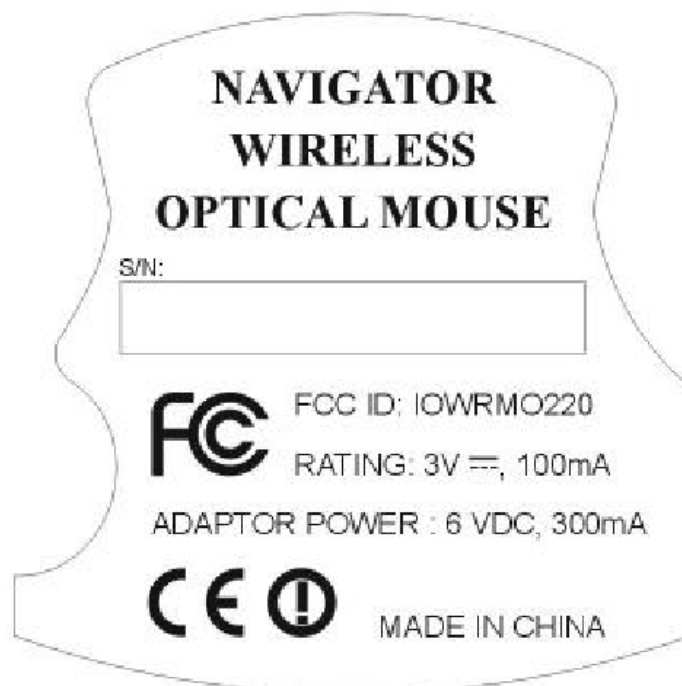 NAVIGATOR
WIRELESS
OPTICAL MOUSE
S/N:
FC
FCC ID: IOWRMO220
RATING: 3V ⎓, 100mA
ADAPTOR POWER : 6 VDC, 300mA
CE
MADE IN CHINA